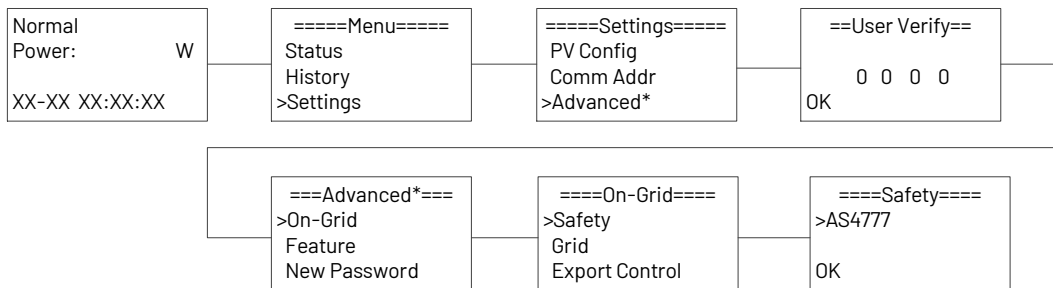 Normal
Power: W
XX-XX XX:XX:XX
=====Menu=====
Status
History
>Settings
=====Settings=====
PV Config
Comm Addr
>Advanced*
==User Verify==
0 0 0 0
OK
===Advanced*===
>On-Grid
Feature
New Password
====On-Grid====
>Safety
Grid
Export Control
====Safety====
>AS4777
OK